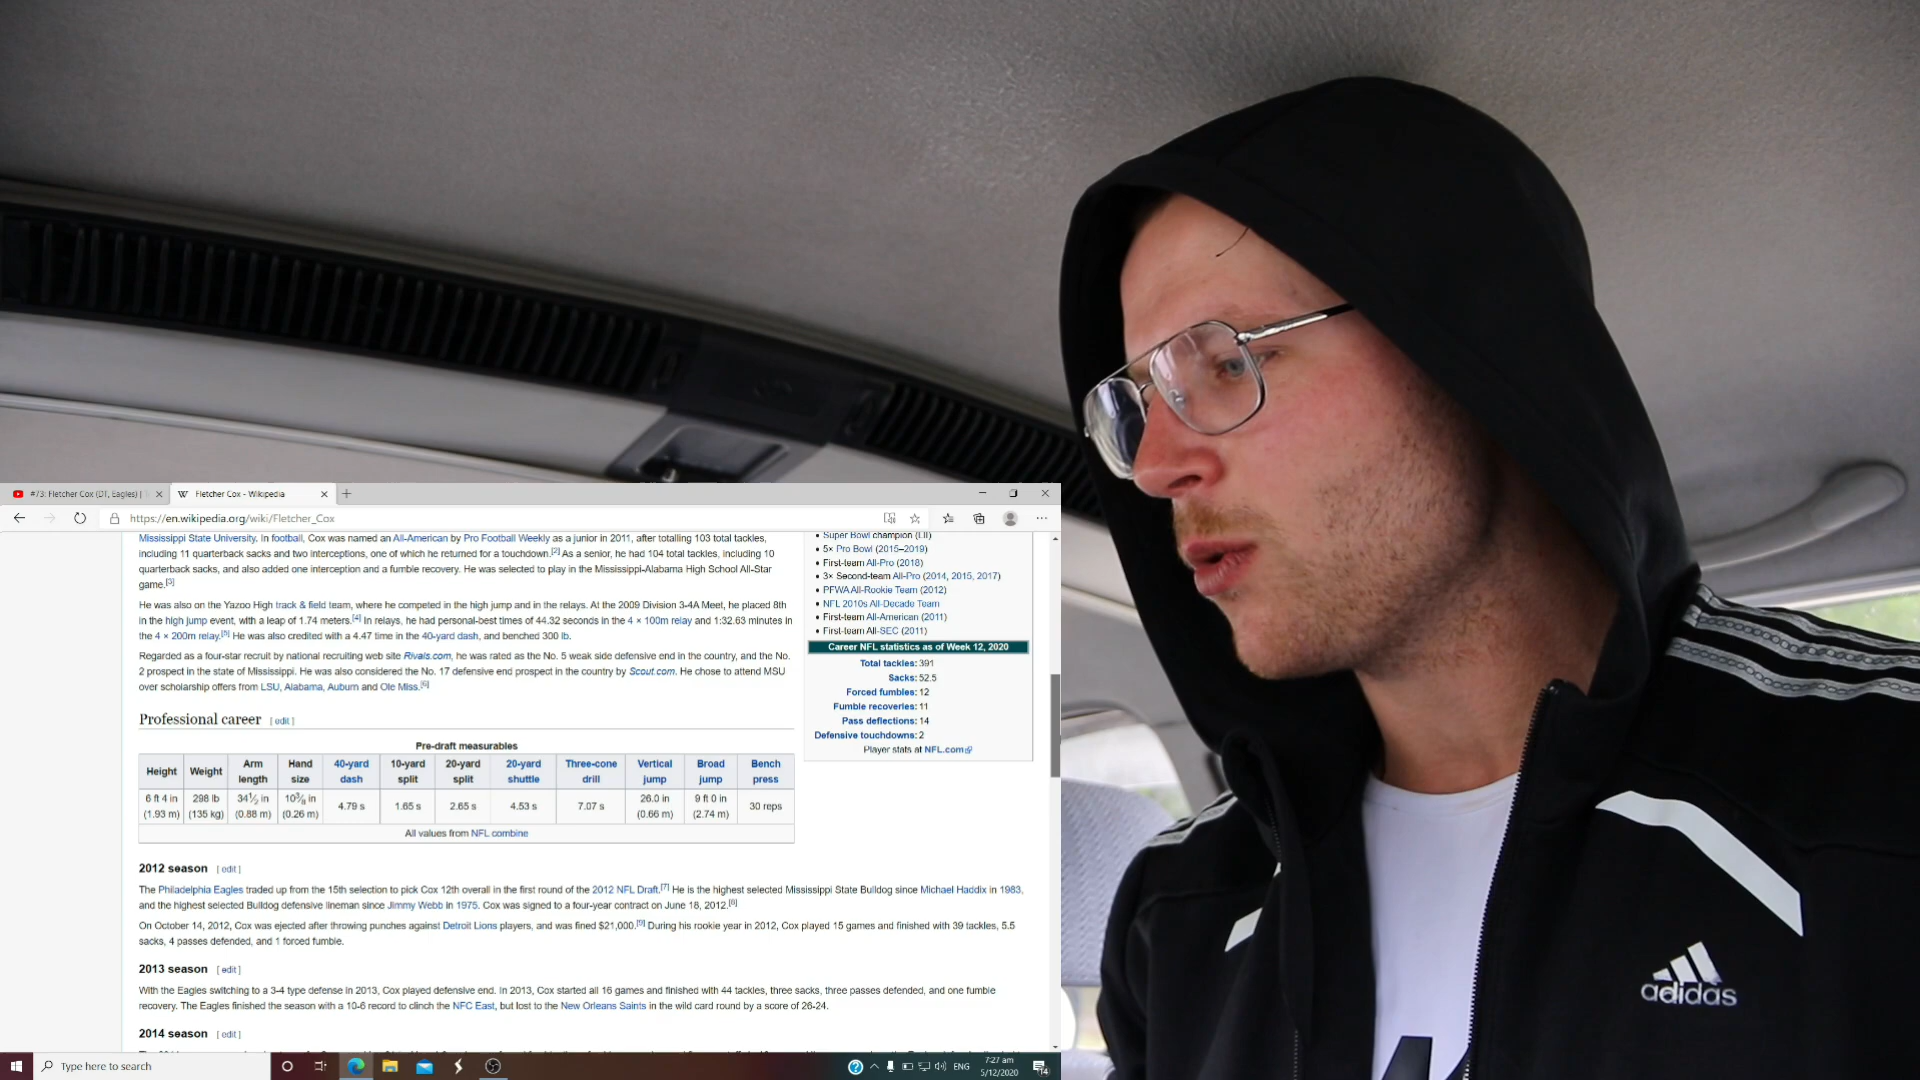 #73: Fletcher Cox (DT, Eagles) |
Fletcher Cox - Wikipedia
https://en.wikipedia.org/wiki/Fletcher_Cox
Mississippi State University. In football, Cox was named an All-American by Pro Football Weekly as a junior in 2011, after totalling 103 total tackles,
including 11 quarterback sacks and two interceptions, one of which he returned for a touchdown.[2] As a senior, he had 104 total tackles, including 10
quarterback sacks, and also added one interception and a fumble recovery. He was selected to play in the Mississippi-Alabama High School All-Star
game.[3]
He was also on the Yazoo High track & field team, where he competed in the high jump and in the relays. At the 2009 Division 3-4A Meet, he placed 8th
in the high jump event, with a leap of 1.74 meters.[4] In relays, he had personal-best times of 44.32 seconds in the 4 × 100m relay and 1:32.63 minutes in
the 4 × 200m relay.[5] He was also credited with a 4.47 time in the 40-yard dash, and benched 300 lb.
Regarded as a four-star recruit by national recruiting web site Rivals.com, he was rated as the No. 5 weak side defensive end in the country, and the No.
2 prospect in the state of Mississippi. He was also considered the No. 17 defensive end prospect in the country by Scout.com. He chose to attend MSU
over scholarship offers from LSU, Alabama, Auburn and Ole Miss.[6]
• Super Bowl champion (LII)
• 5× Pro Bowl (2015–2019)
• First-team All-Pro (2018)
• 3× Second-team All-Pro (2014, 2015, 2017)
• PFWA All-Rookie Team (2012)
• NFL 2010s All-Decade Team
• First-team All-American (2011)
• First-team All-SEC (2011)
Career NFL statistics as of Week 12, 2020
Total tackles: 391
Sacks: 52.5
Forced fumbles: 12
Fumble recoveries: 11
Pass deflections: 14
Defensive touchdowns: 2
Player stats at NFL.com
Professional career [ edit ]
Pre-draft measurables
Height Weight Arm length Hand size 40-yard dash 10-yard split 20-yard split 20-yard shuttle Three-cone drill Vertical jump Broad jump Bench press
6 ft 4 in (1.93 m) 298 lb (135 kg) 34 1/2 in (0.88 m) 10 3/8 in (0.26 m) 4.79 s 1.65 s 2.65 s 4.53 s 7.07 s 26.0 in (0.66 m) 9 ft 0 in (2.74 m) 30 reps
All values from NFL combine
2012 season [ edit ]
The Philadelphia Eagles traded up from the 15th selection to pick Cox 12th overall in the first round of the 2012 NFL Draft.[7] He is the highest selected Mississippi State Bulldog since Michael Haddix in 1983,
and the highest selected Bulldog defensive lineman since Jimmy Webb in 1975. Cox was signed to a four-year contract on June 18, 2012.[8]
On October 14, 2012, Cox was ejected after throwing punches against Detroit Lions players, and was fined $21,000.[9] During his rookie year in 2012, Cox played 15 games and finished with 39 tackles, 5.5
sacks, 4 passes defended, and 1 forced fumble.
2013 season [ edit ]
With the Eagles switching to a 3-4 type defense in 2013, Cox played defensive end. In 2013, Cox started all 16 games and finished with 44 tackles, three sacks, three passes defended, and one fumble
recovery. The Eagles finished the season with a 10-6 record to clinch the NFC East, but lost to the New Orleans Saints in the wild card round by a score of 26-24.
2014 season [ edit ]
Type here to search
ENG
7:27 am
5/12/2020
adidas